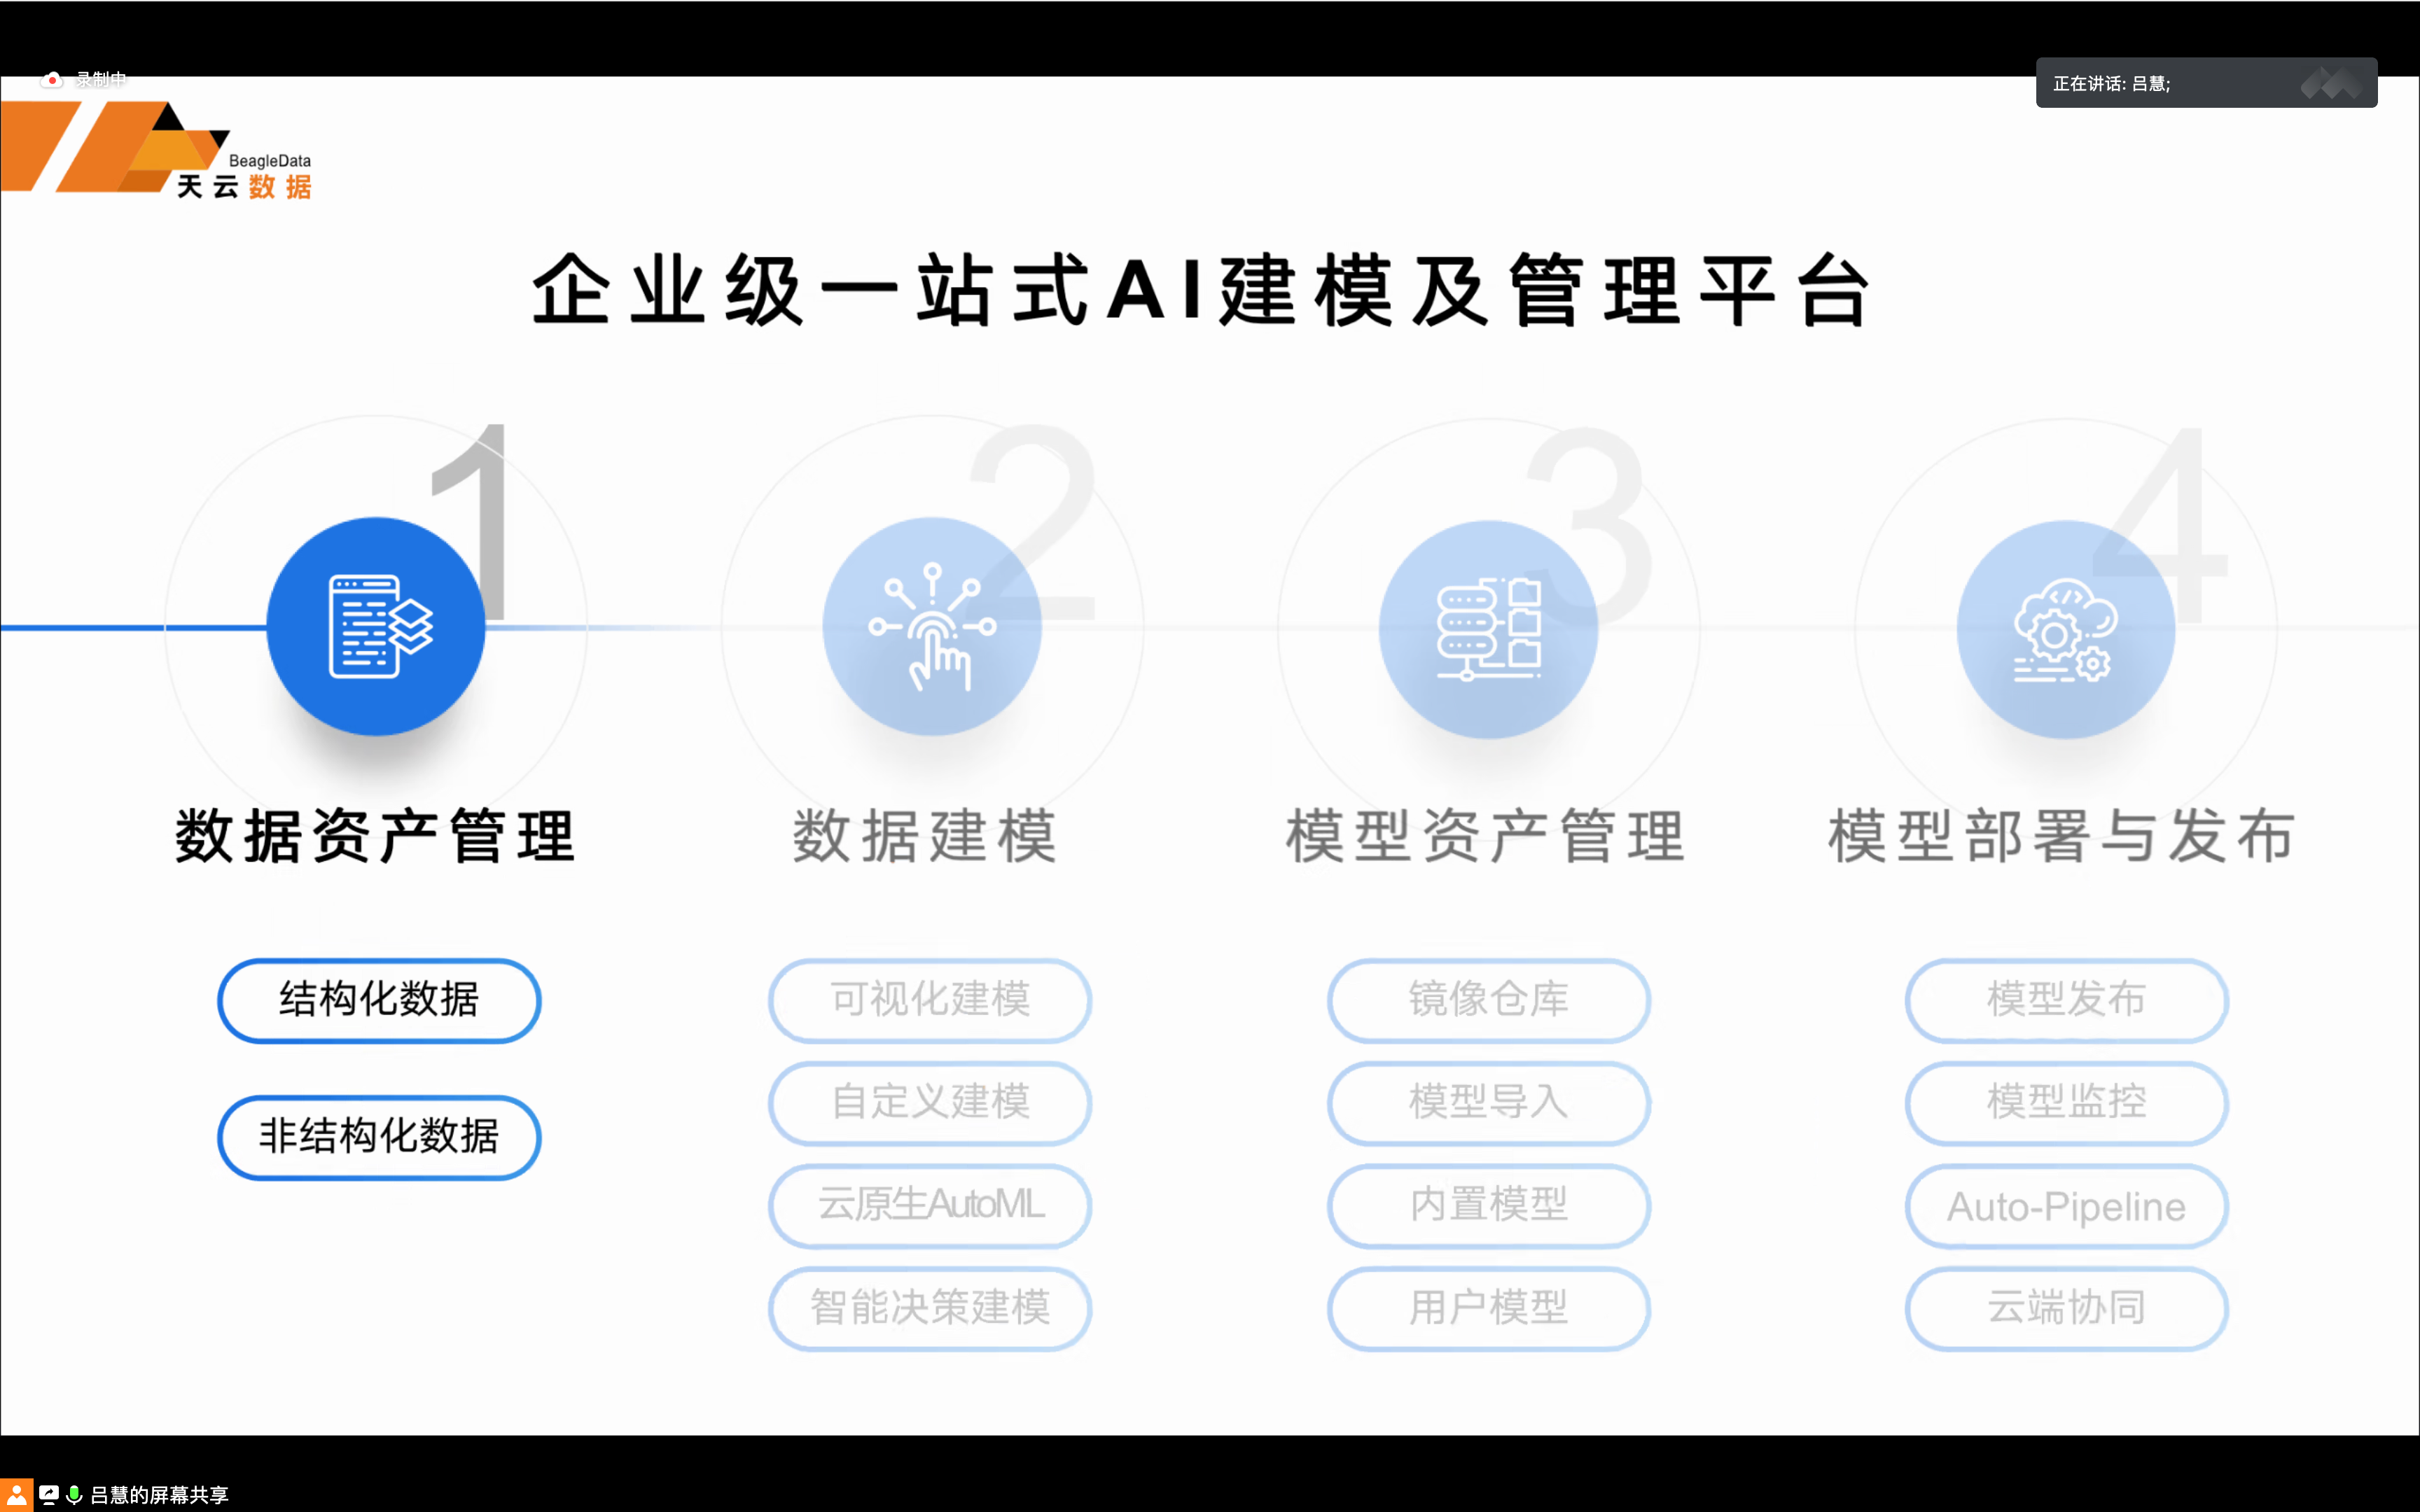 录制中
正在讲话: 吕慧;
BeagleData
天云数据
企业级一站式AI建模及管理平台
1
2
3
4
数据资产管理
数据建模
模型资产管理
模型部署与发布
结构化数据
非结构化数据
可视化建模
自定义建模
云原生AutoML
智能决策建模
镜像仓库
模型导入
内置模型
用户模型
模型发布
模型监控
Auto-Pipeline
云端协同
吕慧的屏幕共享